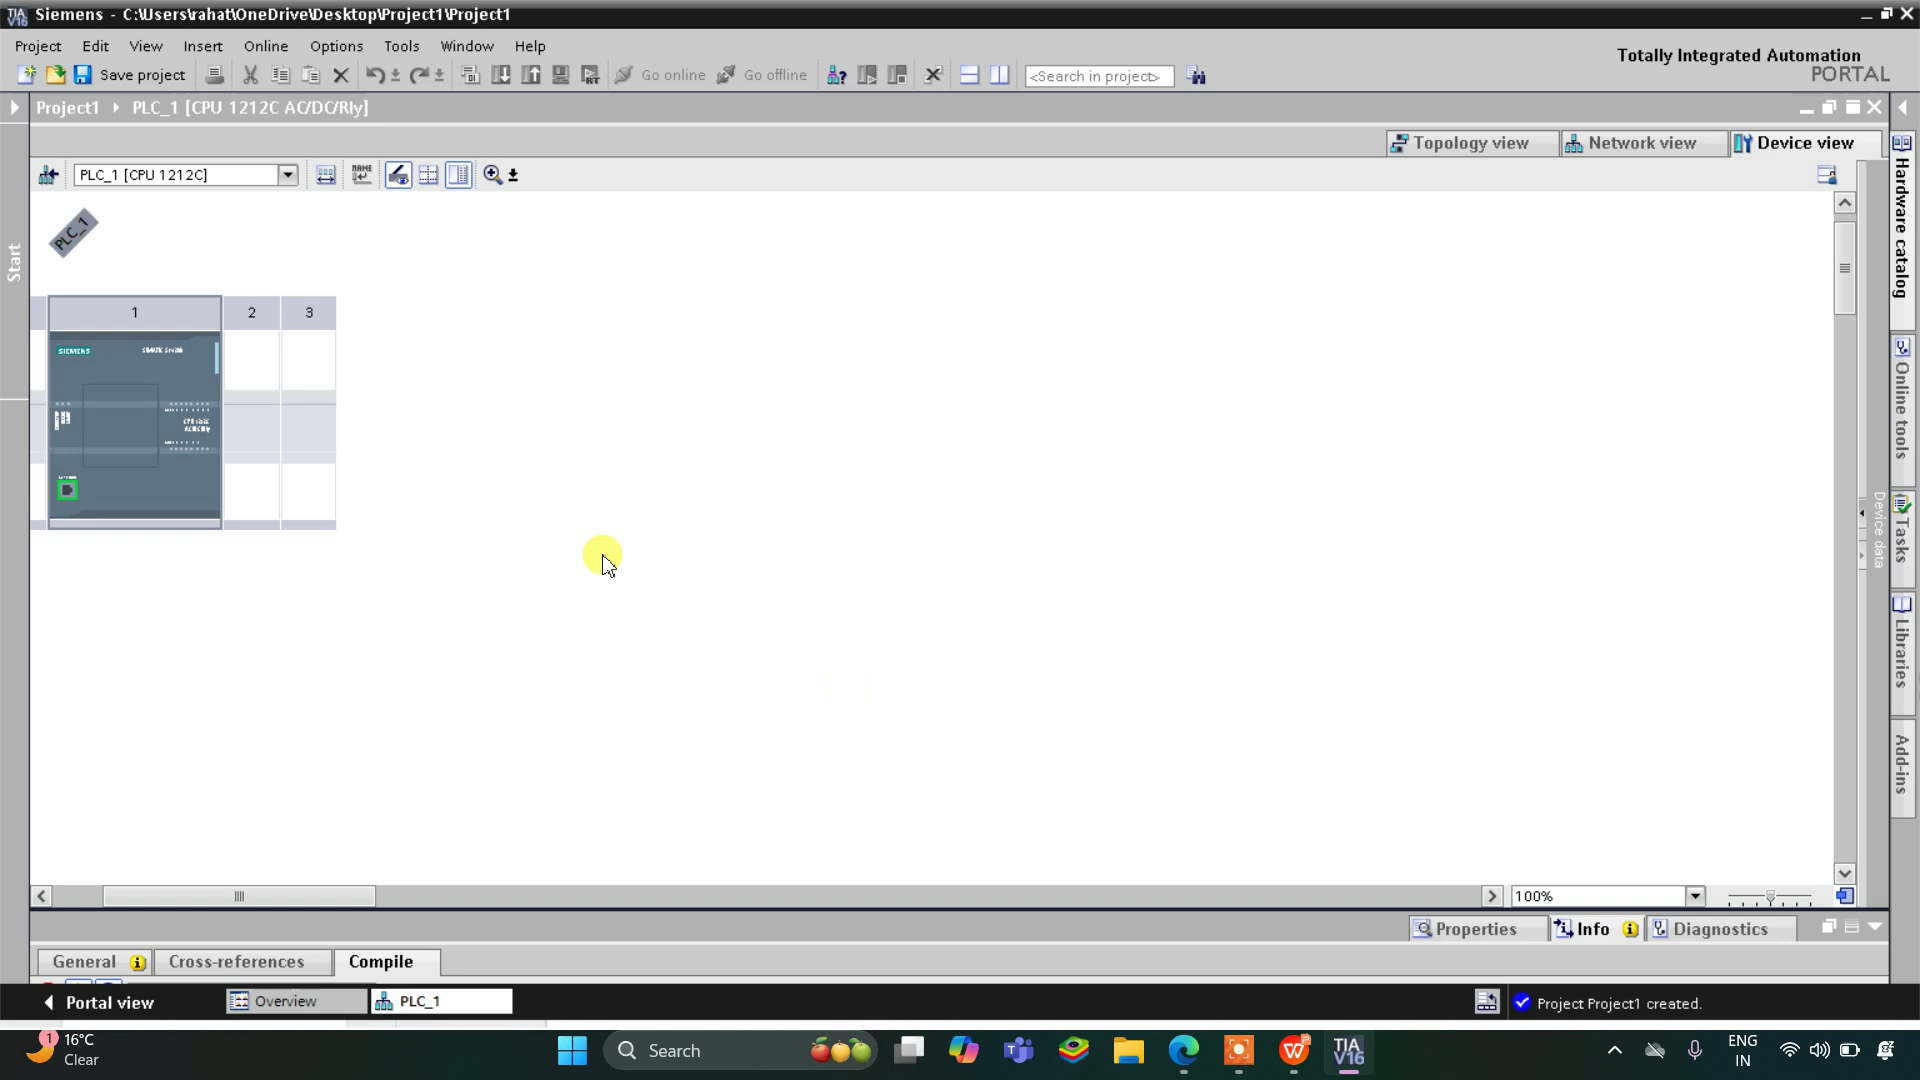 Siemens - C:\Users\rahat\OneDrive\Desktop\Project1\Project1
Project Edit View Insert Online Options Tools Window Help
Totally Integrated Automation
PORTAL
Save project
Go online
Go offline
<Search in project>
Project1 ▸ PLC_1 [CPU 1212C AC/DC/Rly]
Topology view
Network view
Device view
PLC_1 [CPU 1212C]
NAME
PLC_1
1 2 3
SIEMENS
Start
Hardware catalog
Online tools
Tasks
Libraries
Add-ins
Device data
100%
Properties
Info
Diagnostics
General
Cross-references
Compile
Portal view
Overview
PLC_1
Project Project1 created.
1
16°C
Clear
Search
TIA
V16
ENG
IN